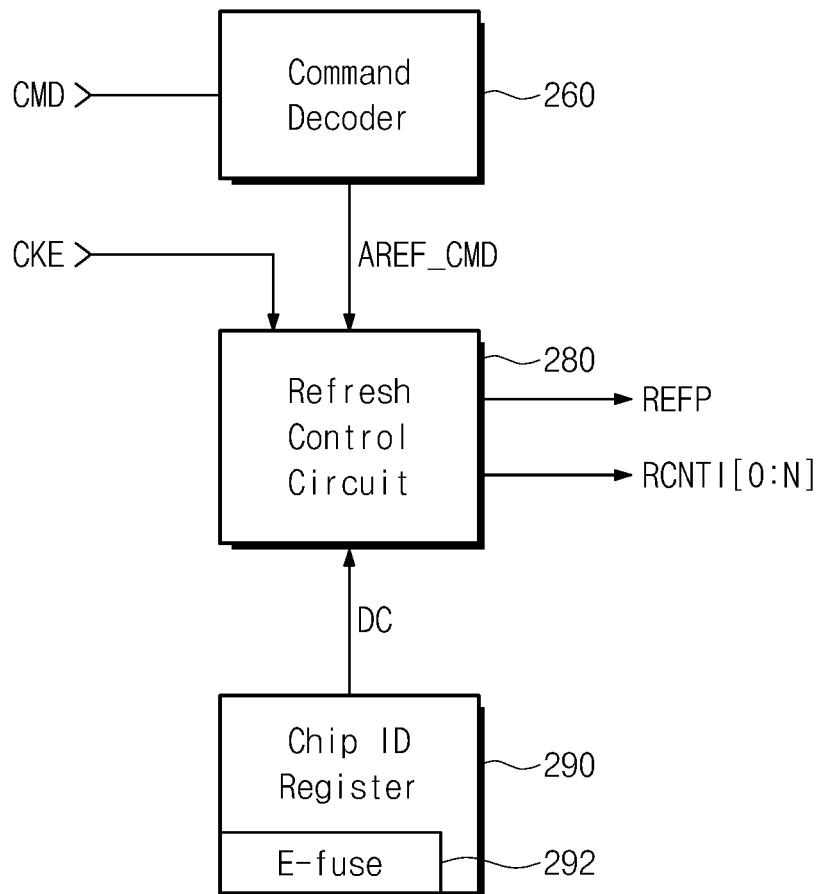 Command
Decoder
CMD
260
CKE
AREF_CMD
280
Refresh
Control
Circuit
REFP
RCNTI[0:N]
DC
Chip ID
Register
290
E-fuse
292